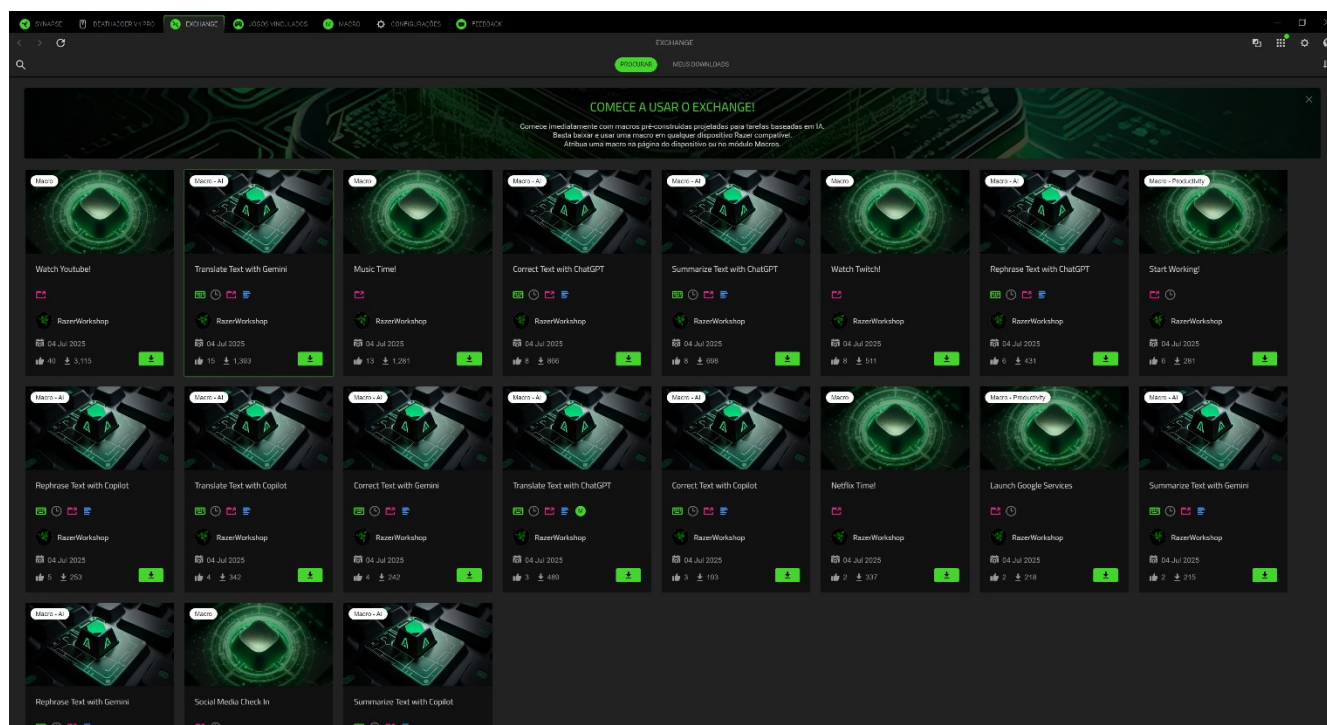 SYNAPSE DEATHADDER V4 PRO EXCHANGE JOGOS VINCULADOS MACRO CONFIGURAÇÕES FEEDBACK
EXCHANGE
PROCURAR MEUS DOWNLOADS
COMECE A USAR O EXCHANGE!
Comece imediatamente com macros pré-construídas projetadas para tarefas baseadas em IA.
Basta baixar e usar uma macro em qualquer dispositivo Razer compatível.
Atribua uma macro na página do dispositivo ou no módulo Macros.
Macro Macro - AI Macro Macro - AI Macro - AI Macro Macro - AI Macro - Productivity
Watch Youtube! Translate Text with Gemini Music Time! Correct Text with ChatGPT Summarize Text with ChatGPT Watch Twitch! Rephrase Text with ChatGPT Start Working!
RazerWorkshop RazerWorkshop RazerWorkshop RazerWorkshop RazerWorkshop RazerWorkshop RazerWorkshop RazerWorkshop
04 Jul 2025 04 Jul 2025 04 Jul 2025 04 Jul 2025 04 Jul 2025 04 Jul 2025 04 Jul 2025 04 Jul 2025
40 3,115 15 1,393 13 1,281 8 866 8 698 8 511 6 431 6 281
Macro - AI Macro - AI Macro - AI Macro - AI Macro - AI Macro Macro - Productivity Macro - AI
Rephrase Text with Copilot Translate Text with Copilot Correct Text with Gemini Translate Text with ChatGPT Correct Text with Copilot Netflix Time! Launch Google Services Summarize Text with Gemini
M
RazerWorkshop RazerWorkshop RazerWorkshop RazerWorkshop RazerWorkshop RazerWorkshop RazerWorkshop RazerWorkshop
04 Jul 2025 04 Jul 2025 04 Jul 2025 04 Jul 2025 04 Jul 2025 04 Jul 2025 04 Jul 2025 04 Jul 2025
5 253 4 342 4 242 3 489 3 193 2 337 2 218 2 215
Macro - AI Macro Macro - AI
Rephrase Text with Gemini Social Media Check In Summarize Text with Copilot